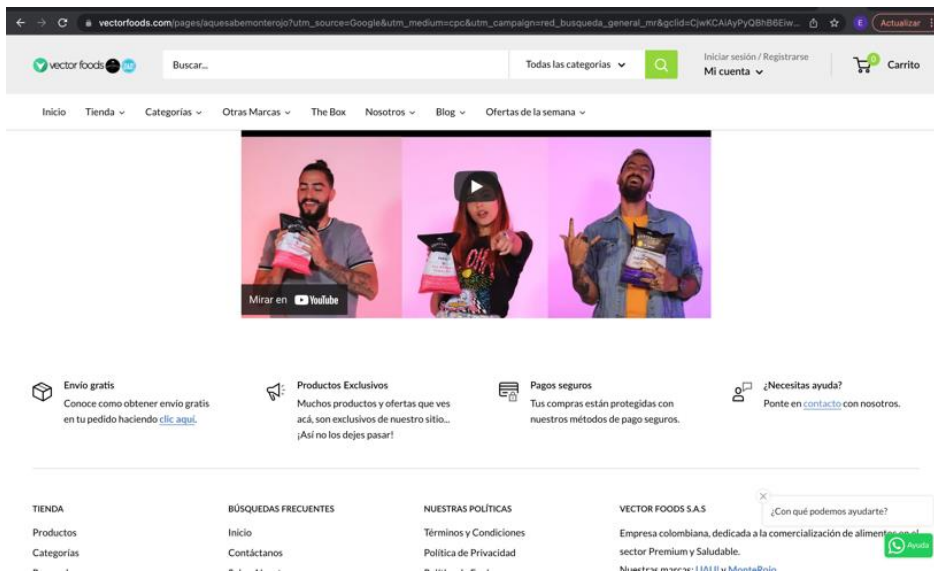 vectorfoods.com/pages/aquesabemonterojo?utm_source=Google&utm_medium=cpc&utm_campaign=red_busqueda_general_mr&gclid=CjwKCAiAyPyQBhB6Eiw...
E
Actualizar
vector foods
Buscar...
Todas las categorias
Iniciar sesión / Registrarse
Mi cuenta
0
Carrito
Inicio Tienda Categorías Otras Marcas The Box Nosotros Blog Ofertas de la semana
Mirar en YouTube
Envío gratis
Conoce como obtener envío gratis
en tu pedido haciendo clic aquí.
Productos Exclusivos
Muchos productos y ofertas que ves
acá, son exclusivos de nuestro sitio...
¡Así no los dejes pasar!
Pagos seguros
Tus compras están protegidas con
nuestros métodos de pago seguros.
¿Necesitas ayuda?
Ponte en contacto con nosotros.
TIENDA
Productos
Categorías
BÚSQUEDAS FRECUENTES
Inicio
Contáctanos
NUESTRAS POLÍTICAS
Términos y Condiciones
Política de Privacidad
VECTOR FOODS S.A.S
Empresa colombiana, dedicada a la comercialización de alimentos en el
sector Premium y Saludable.
Nuestras marcas: UAU! y MonteRojo
¿Con qué podemos ayudarte?
Ayuda